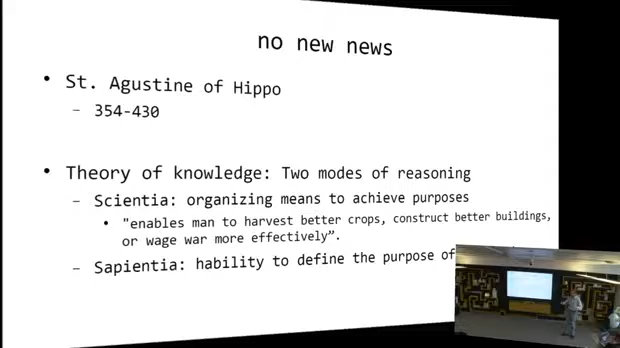 no new news
• St. Agustine of Hippo
– 354-430
• Theory of knowledge: Two modes of reasoning
– Scientia: organizing means to achieve purposes
• "enables man to harvest better crops, construct better buildings,
or wage war more effectively”.
– Sapientia: hability to define the purpose of